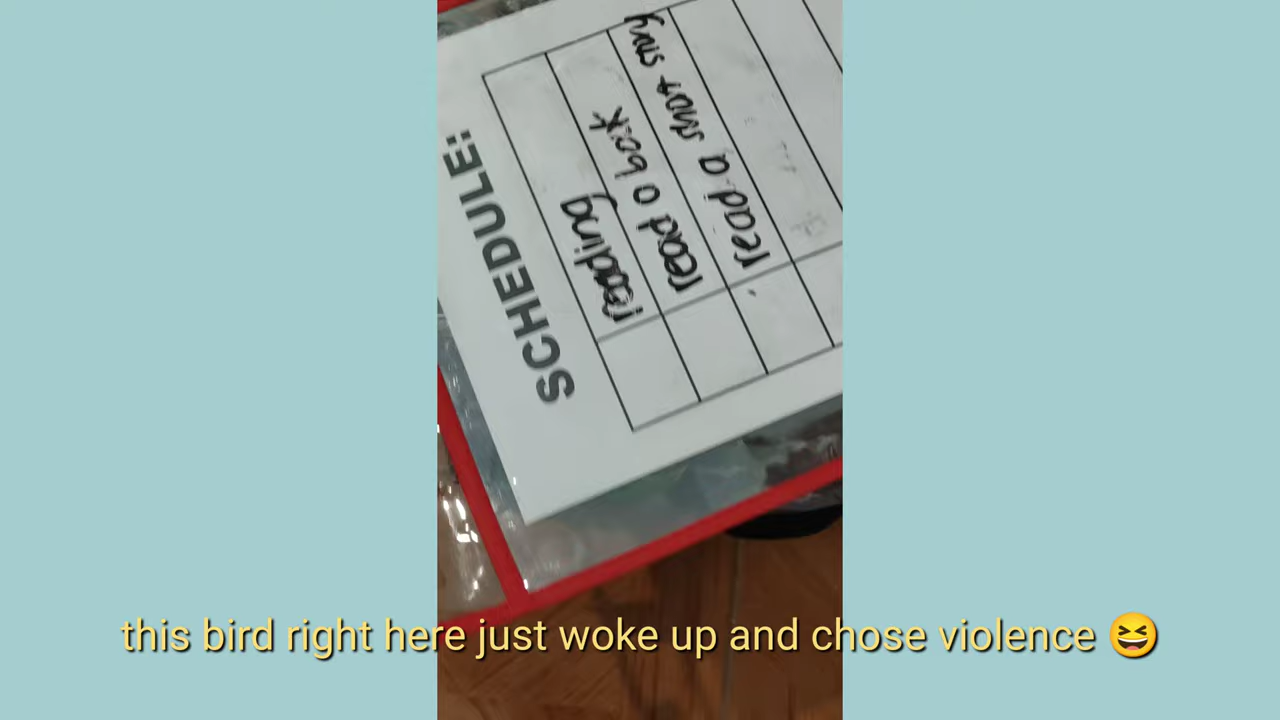 SCHEDULE:
reading
read a book
read a short story
this bird right here just woke up and chose violence 😆